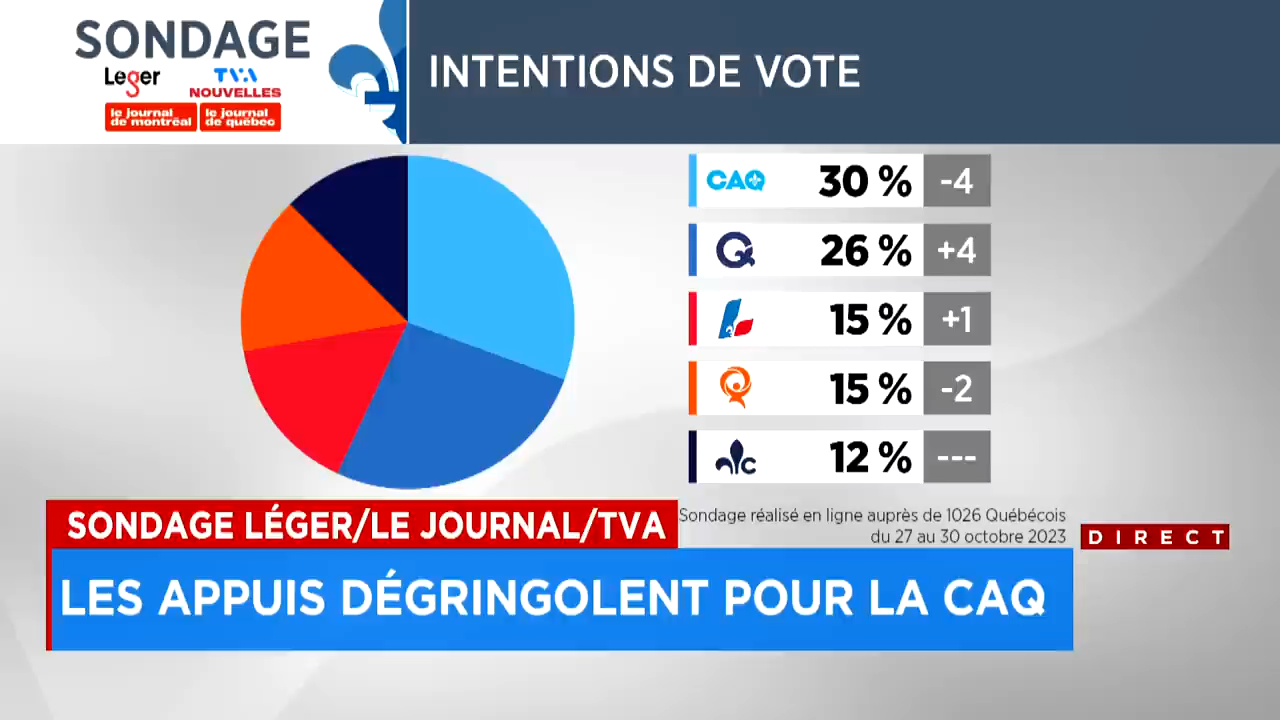 SONDAGE
Léger
TVA
NOUVELLES
le journal
de montréal
le journal
de québec
INTENTIONS DE VOTE
CAQ 30 % -4
26 % +4
15 % +1
15 % -2
C 12 % ---
SONDAGE LÉGER/LE JOURNAL/TVA
Sondage réalisé en ligne auprès de 1026 Québécois
du 27 au 30 octobre 2023
DIRECT
LES APPUIS DÉGRINGOLENT POUR LA CAQ